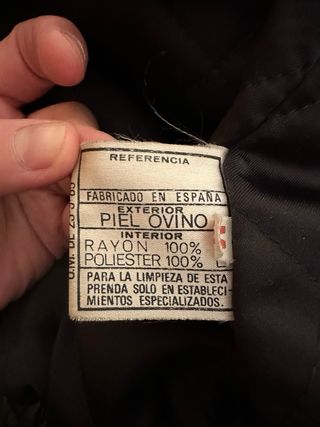 REFERENCIA
FABRICADO EN ESPAÑA
EXTERIOR
PIEL OVINO
INTERIOR
RAYON 100%
POLIESTER 100%
PARA LA LIMPIEZA DE ESTA
PRENDA SOLO EN ESTABLECI-
MIENTOS ESPECIALIZADOS.